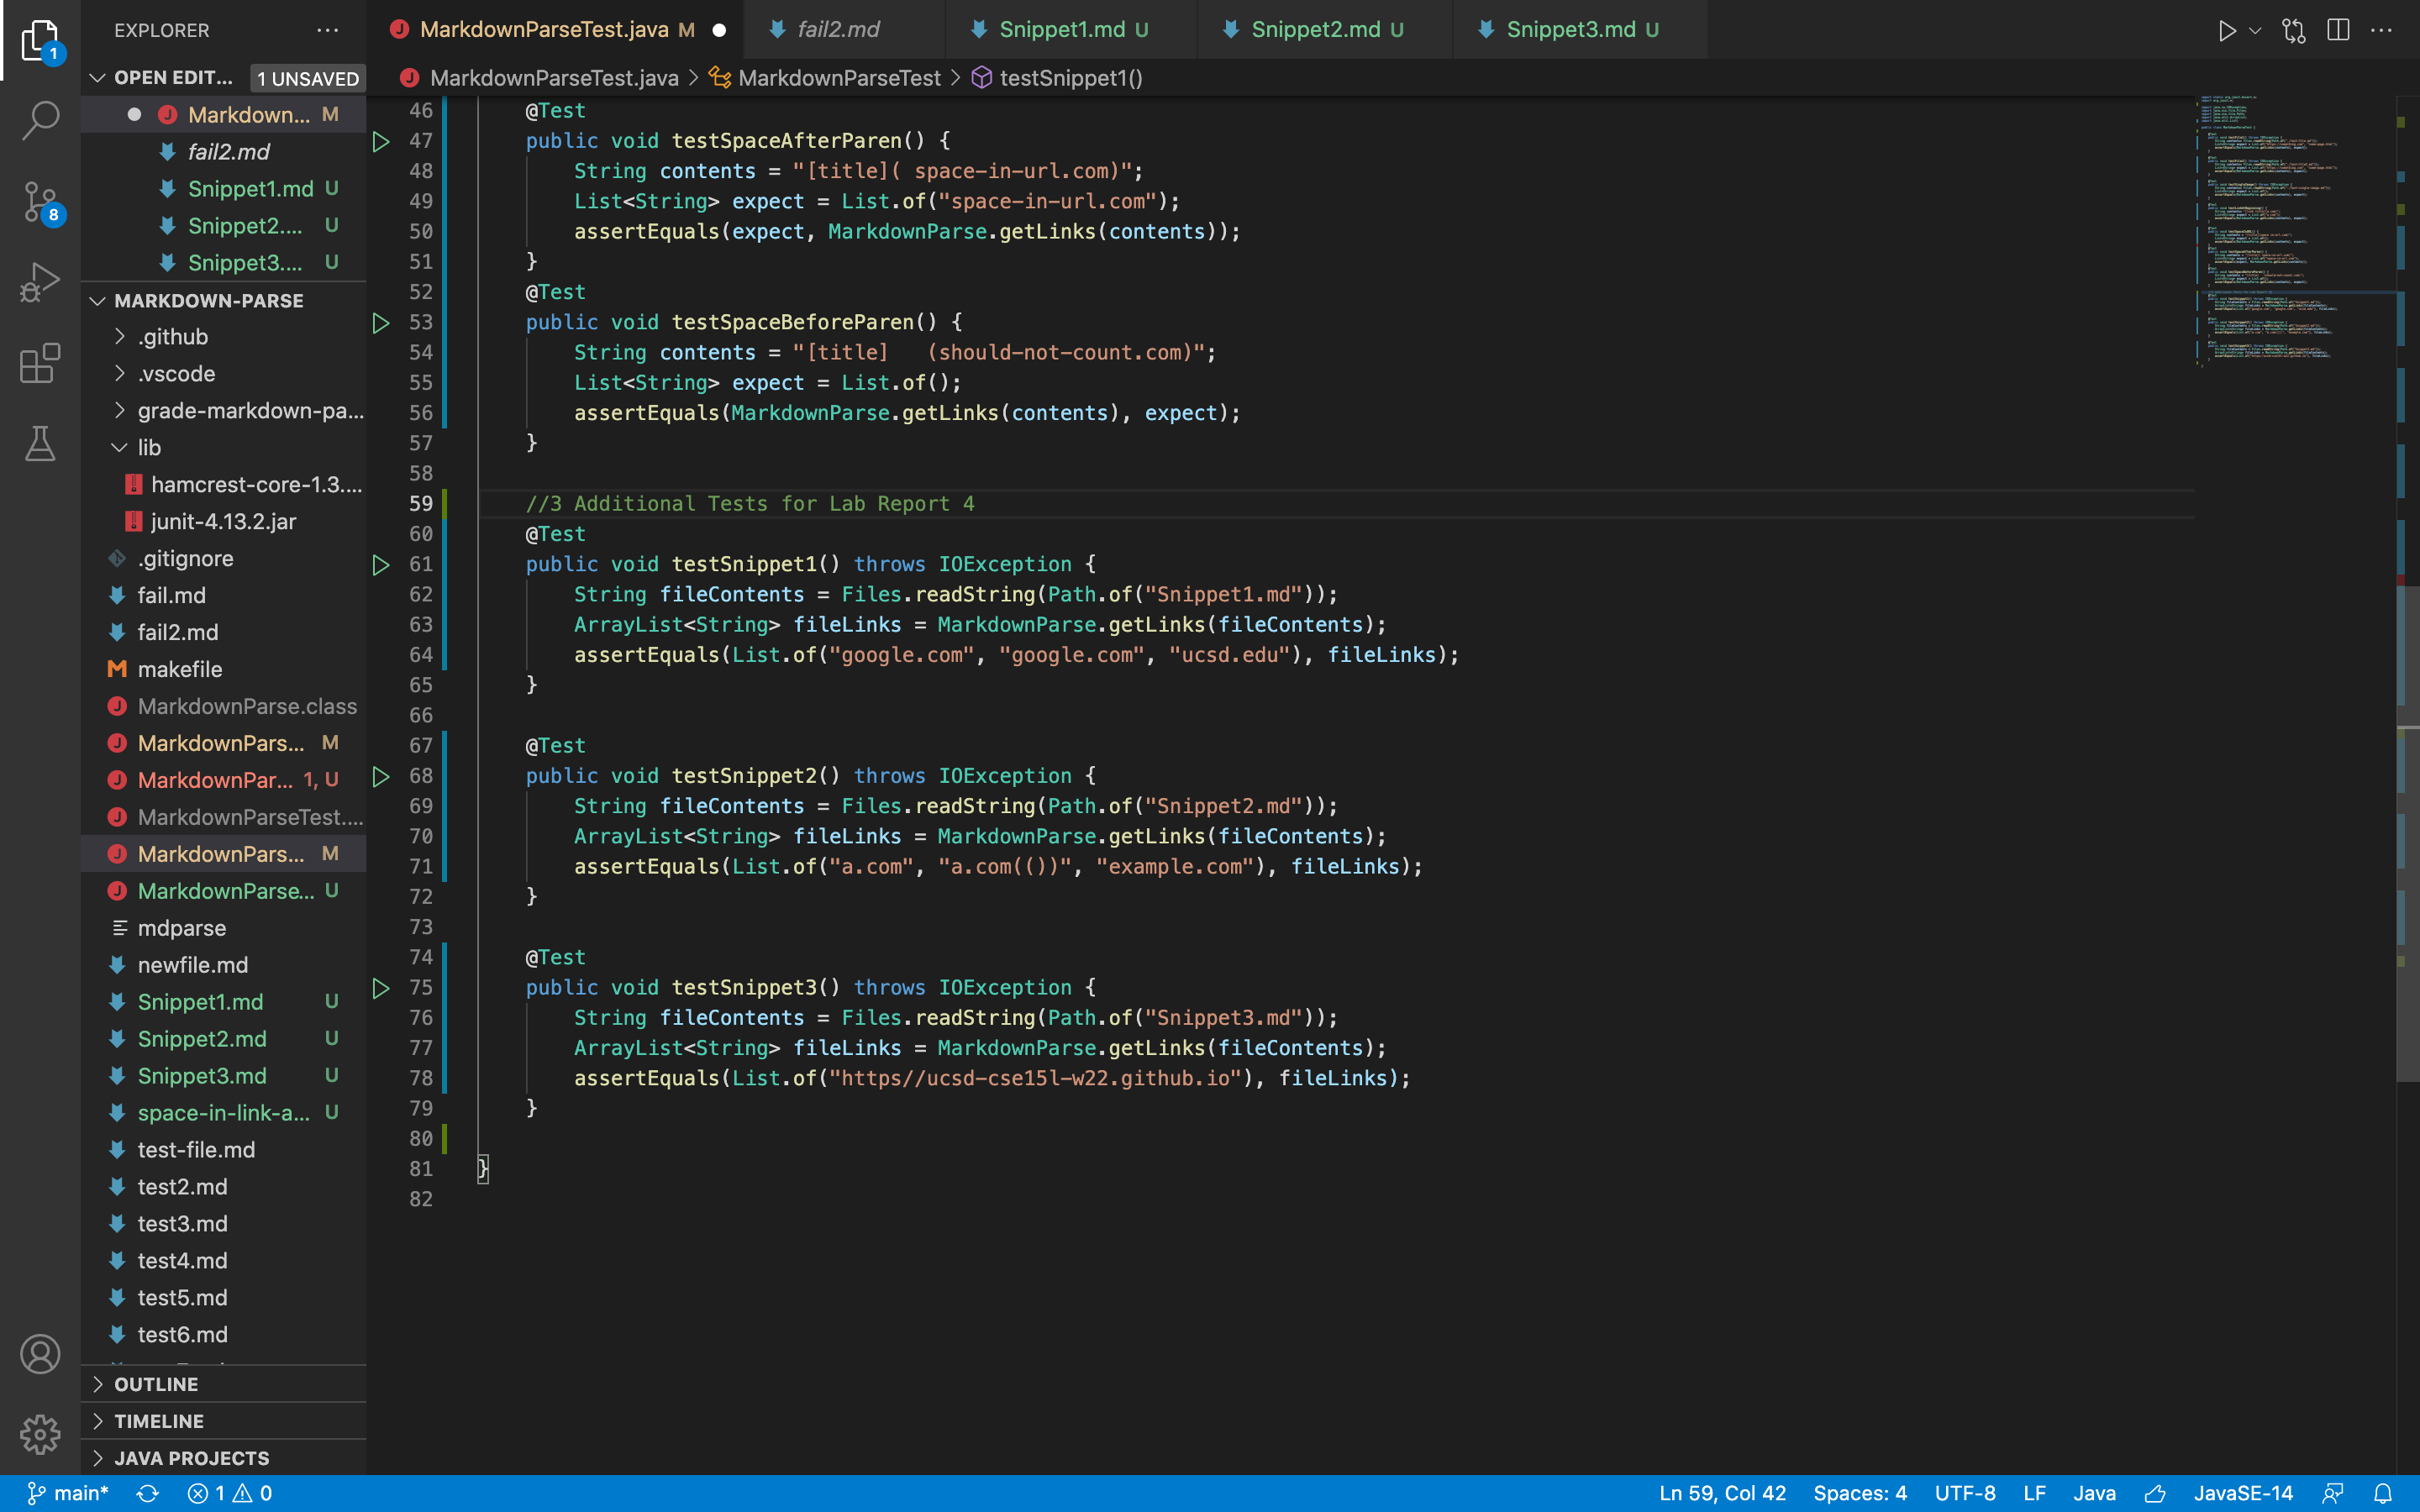 EXPLORER
MarkdownParseTest.java M
fail2.md
Snippet1.md U
Snippet2.md U
Snippet3.md U
OPEN EDIT... 1 UNSAVED
MarkdownParseTest.java > MarkdownParseTest > testSnippet1()
1
Markdown... M
fail2.md
Snippet1.md U
Snippet2.... U
Snippet3.... U
8
MARKDOWN-PARSE
.github
.vscode
grade-markdown-pa...
lib
hamcrest-core-1.3....
junit-4.13.2.jar
.gitignore
fail.md
fail2.md
makefile
MarkdownParse.class
MarkdownPars... M
MarkdownPar... 1, U
MarkdownParseTest....
MarkdownPars... M
MarkdownParse... U
mdparse
newfile.md
Snippet1.md U
Snippet2.md U
Snippet3.md U
space-in-link-a... U
test-file.md
test2.md
test3.md
test4.md
test5.md
test6.md
OUTLINE
TIMELINE
JAVA PROJECTS
46 @Test
47 public void testSpaceAfterParen() {
48 String contents = "[title]( space-in-url.com)";
49 List<String> expect = List.of("space-in-url.com");
50 assertEquals(expect, MarkdownParse.getLinks(contents));
51 }
52 @Test
53 public void testSpaceBeforeParen() {
54 String contents = "[title]   (should-not-count.com)";
55 List<String> expect = List.of();
56 assertEquals(MarkdownParse.getLinks(contents), expect);
57 }
58
59 //3 Additional Tests for Lab Report 4
60 @Test
61 public void testSnippet1() throws IOException {
62 String fileContents = Files.readString(Path.of("Snippet1.md"));
63 ArrayList<String> fileLinks = MarkdownParse.getLinks(fileContents);
64 assertEquals(List.of("google.com", "google.com", "ucsd.edu"), fileLinks);
65 }
66
67 @Test
68 public void testSnippet2() throws IOException {
69 String fileContents = Files.readString(Path.of("Snippet2.md"));
70 ArrayList<String> fileLinks = MarkdownParse.getLinks(fileContents);
71 assertEquals(List.of("a.com", "a.com(())", "example.com"), fileLinks);
72 }
73
74 @Test
75 public void testSnippet3() throws IOException {
76 String fileContents = Files.readString(Path.of("Snippet3.md"));
77 ArrayList<String> fileLinks = MarkdownParse.getLinks(fileContents);
78 assertEquals(List.of("https//ucsd-cse15l-w22.github.io"), fileLinks);
79 }
80
81 }
82
main* 1 0 Ln 59, Col 42 Spaces: 4 UTF-8 LF Java JavaSE-14